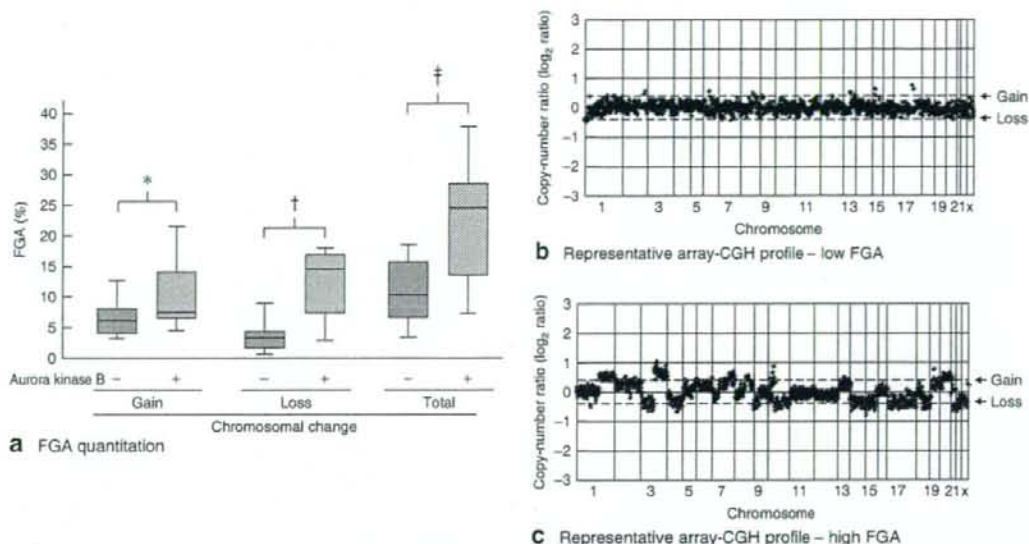 ‡
†
*
FGA (%)
40
35
30
25
20
15
10
5
0
Aurora kinase B − + − + − +
Gain Loss Total
Chromosomal change
a FGA quantitation
Copy-number ratio (log2 ratio)
3
2
1
0
−1
−2
−3
Gain
Loss
1 3 5 7 9 11 13 15 17 19 21 x
Chromosome
b Representative array-CGH profile – low FGA
Copy-number ratio (log2 ratio)
3
2
1
0
−1
−2
−3
Gain
Loss
1 3 5 7 9 11 13 15 17 19 21 x
Chromosome
c Representative array-CGH profile – high FGA